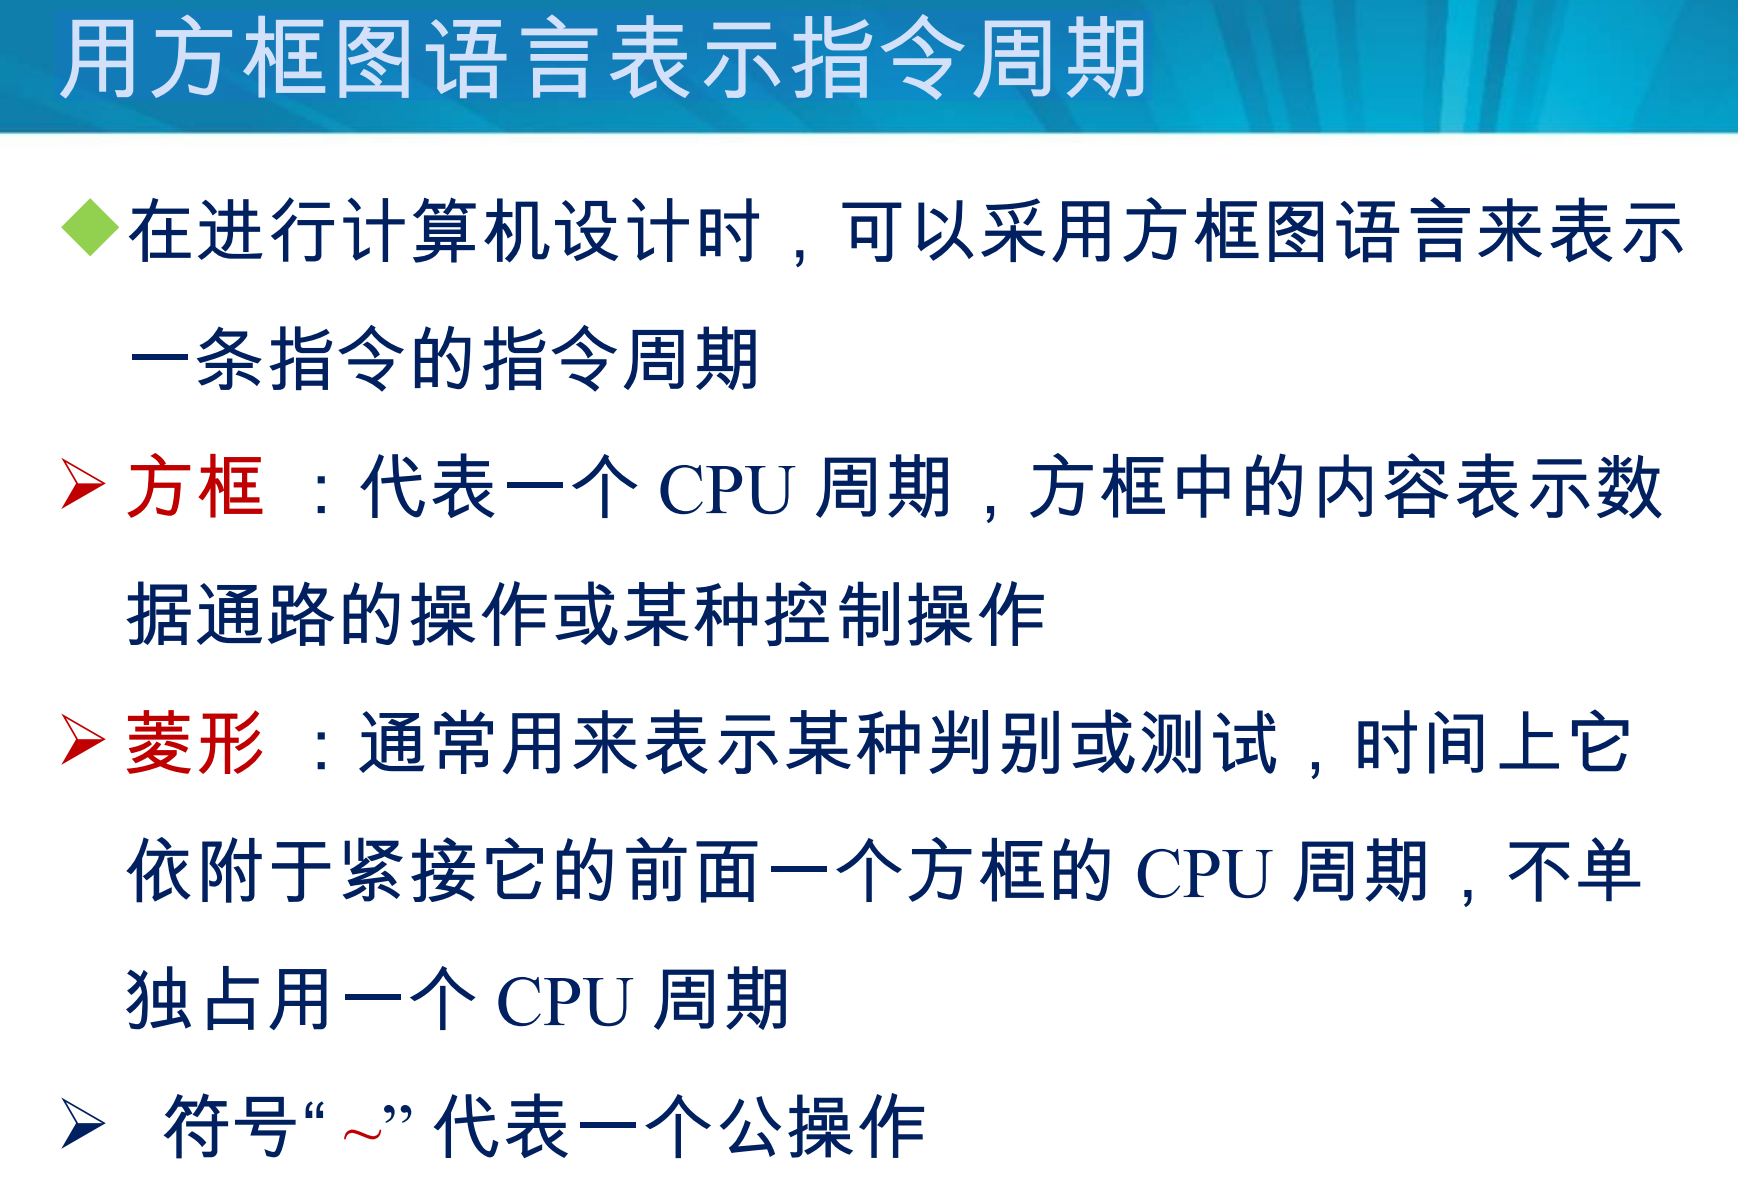 用方框图语言表示指令周期
在进行计算机设计时，可以采用方框图语言来表示
一条指令的指令周期
方框 ：代表一个 CPU 周期，方框中的内容表示数
据通路的操作或某种控制操作
菱形 ：通常用来表示某种判别或测试，时间上它
依附于紧接它的前面一个方框的 CPU 周期，不单
独占用一个 CPU 周期
符号“ ~” 代表一个公操作